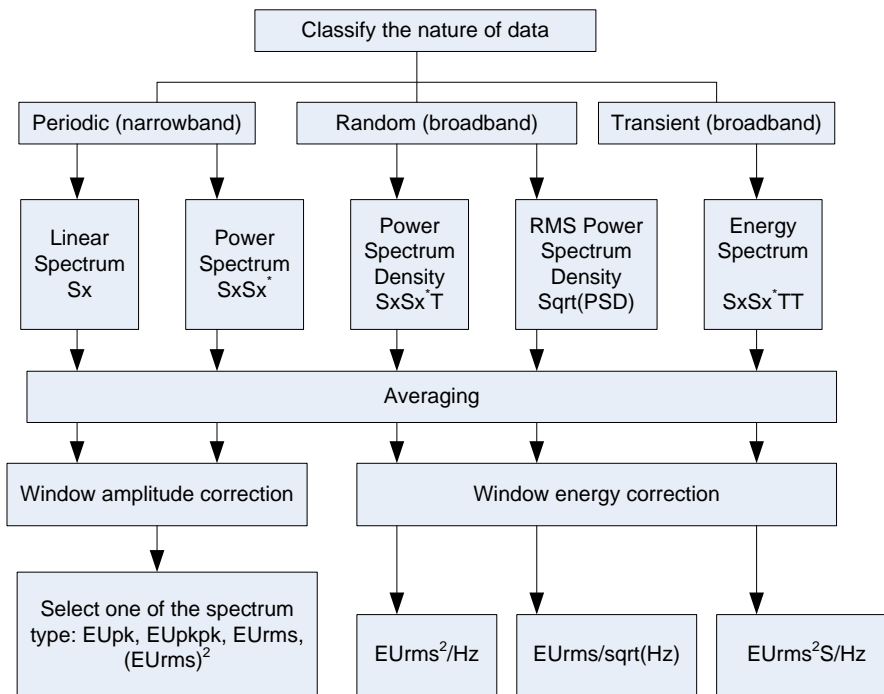 Classify the nature of data
Periodic (narrowband)
Random (broadband)
Transient (broadband)
Linear
Spectrum
Sx
Power
Spectrum
SxSx*
Power
Spectrum
Density
SxSx*T
RMS Power
Spectrum
Density
Sqrt(PSD)
Energy
Spectrum
SxSx*TT
Averaging
Window amplitude correction
Window energy correction
Select one of the spectrum
type: EUpk, EUpkpk, EUrms,
(EUrms)²
EUrms²/Hz
EUrms/sqrt(Hz)
EUrms²S/Hz